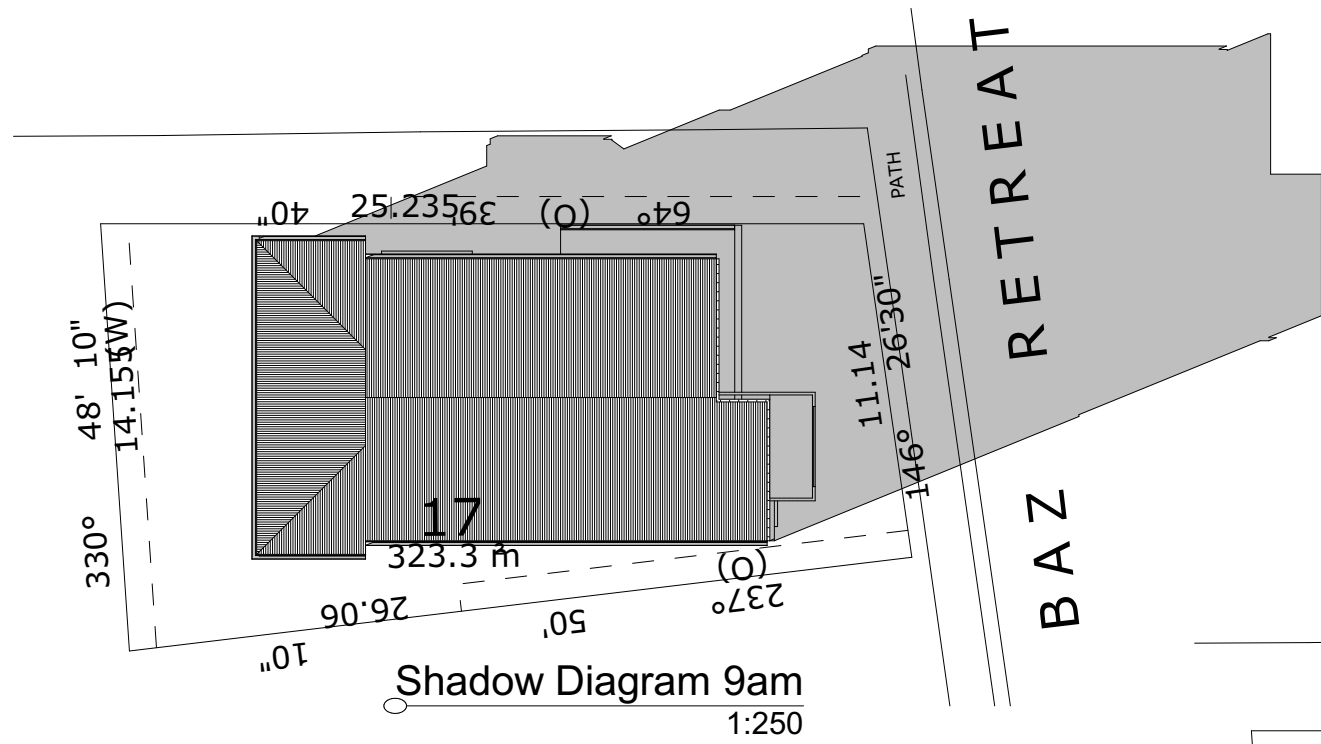 BAZ RETREAT
PATH
40"
25.235
39'
(O)
64°
48' 10"
14.155(W)
330°
11.14
26'30"
146°
17
323.3 m²
(O)
237°
26.06
50'
10"
Shadow Diagram 9am
1:250